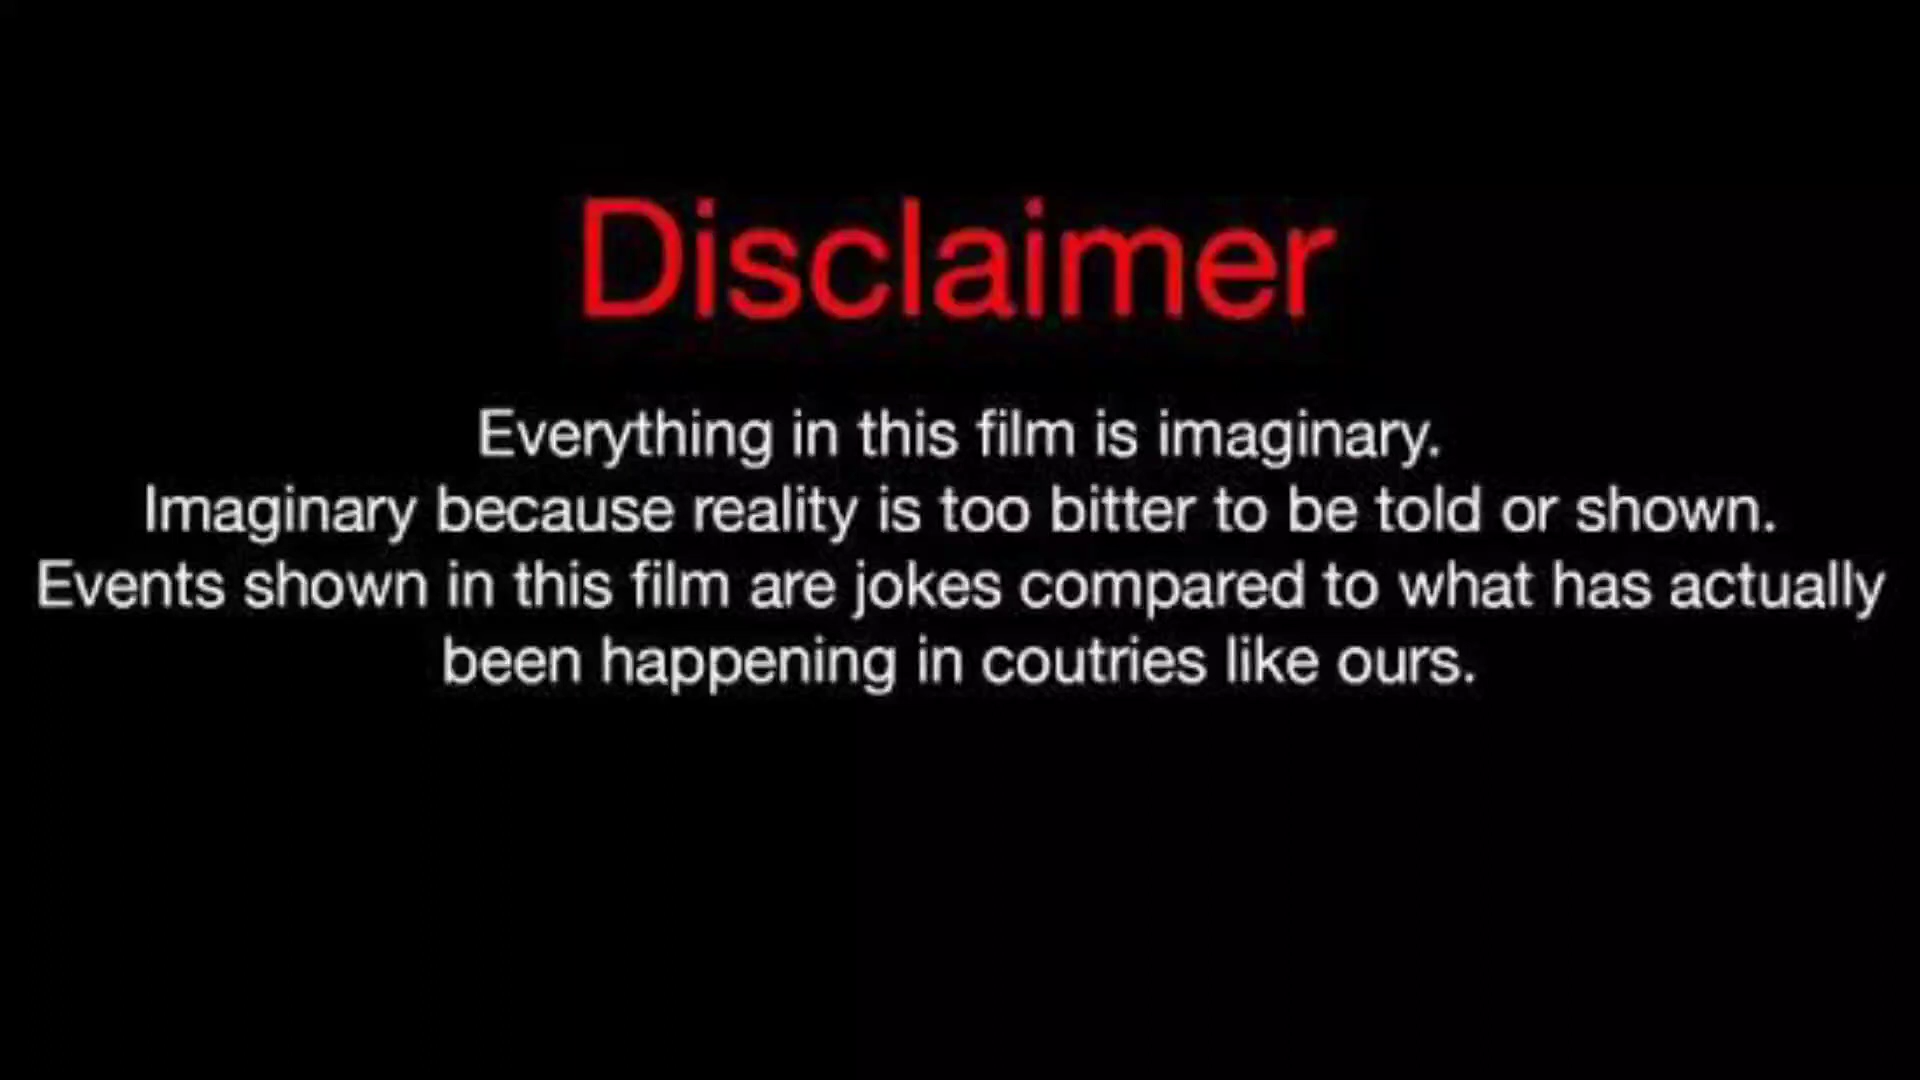 Disclaimer
Everything in this film is imaginary.
Imaginary because reality is too bitter to be told or shown.
Events shown in this film are jokes compared to what has actually
been happening in coutries like ours.